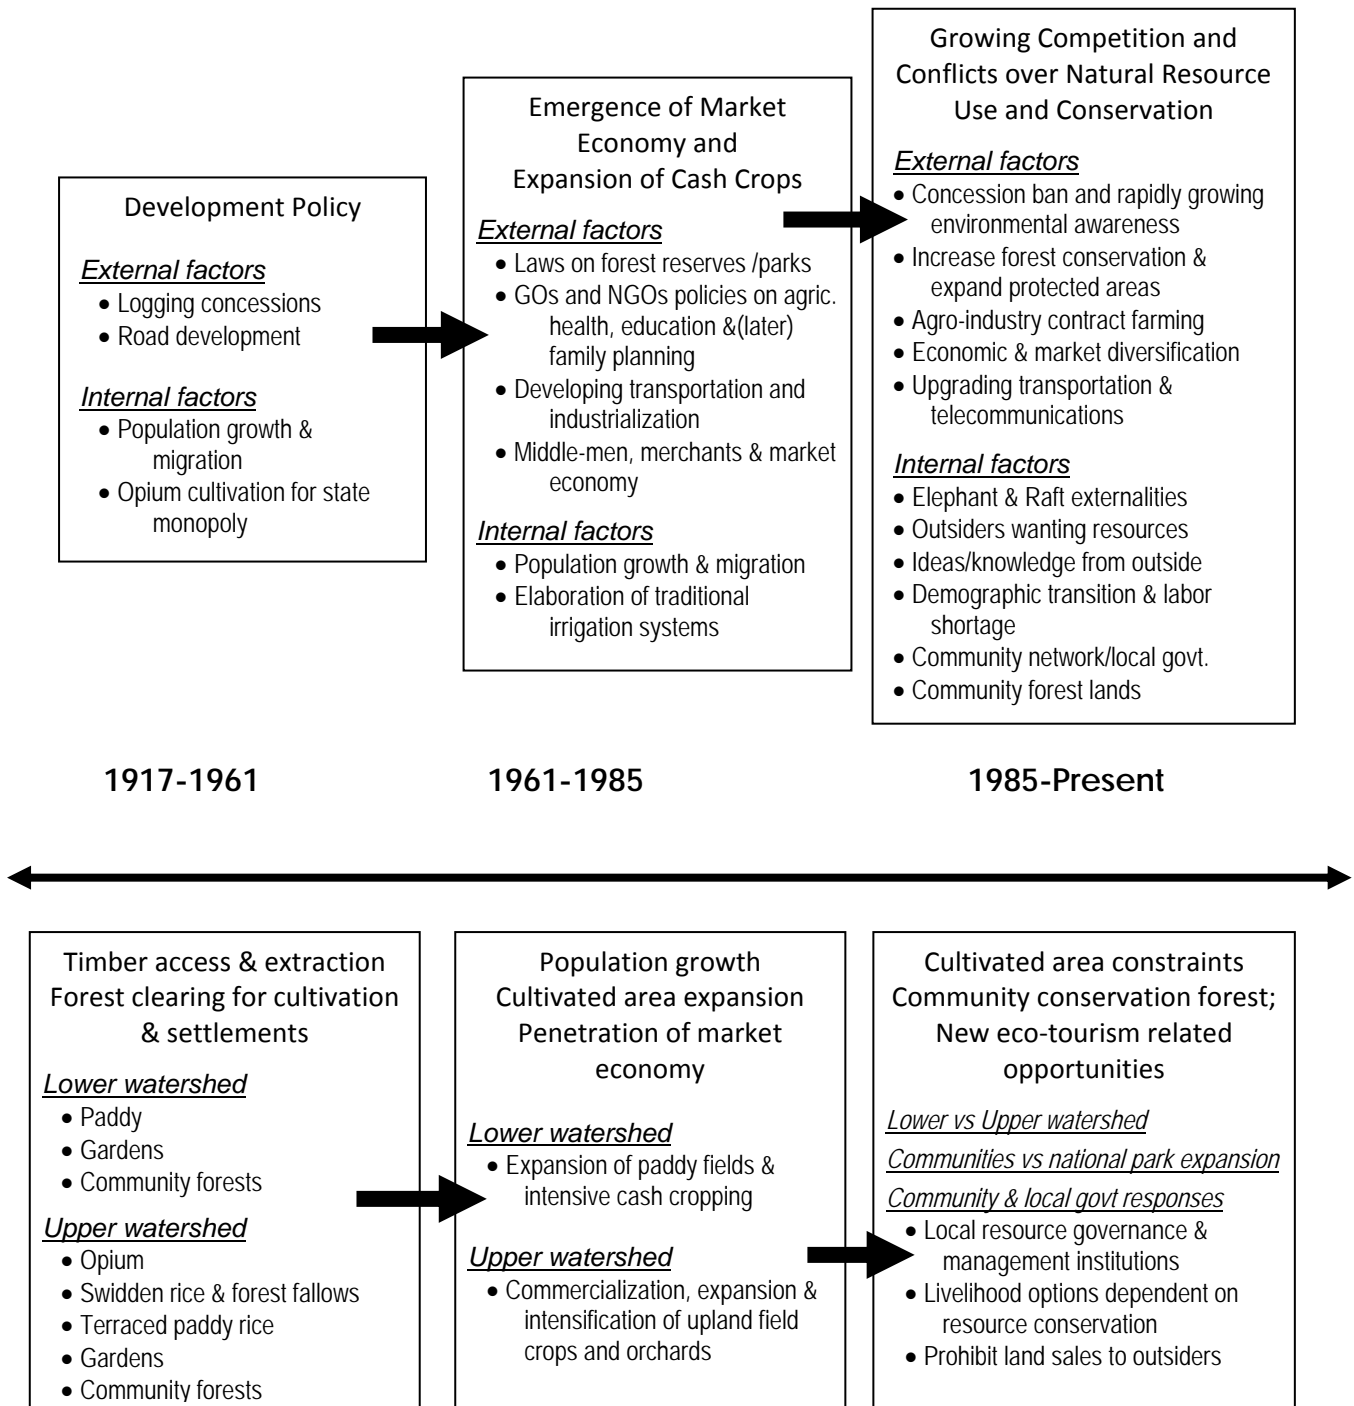 Development Policy
External factors
• Logging concessions
• Road development
Internal factors
• Population growth &
migration
• Opium cultivation for state
monopoly
Emergence of Market
Economy and
Expansion of Cash Crops
External factors
• Laws on forest reserves /parks
• GOs and NGOs policies on agric.
health, education &(later)
family planning
• Developing transportation and
industrialization
• Middle-men, merchants & market
economy
Internal factors
• Population growth & migration
• Elaboration of traditional
irrigation systems
Growing Competition and
Conflicts over Natural Resource
Use and Conservation
External factors
• Concession ban and rapidly growing
environmental awareness
• Increase forest conservation &
expand protected areas
• Agro-industry contract farming
• Economic & market diversification
• Upgrading transportation &
telecommunications
Internal factors
• Elephant & Raft externalities
• Outsiders wanting resources
• Ideas/knowledge from outside
• Demographic transition & labor
shortage
• Community network/local govt.
• Community forest lands
1917-1961
1961-1985
1985-Present
Timber access & extraction
Forest clearing for cultivation
& settlements
Lower watershed
• Paddy
• Gardens
• Community forests
Upper watershed
• Opium
• Swidden rice & forest fallows
• Terraced paddy rice
• Gardens
• Community forests
Population growth
Cultivated area expansion
Penetration of market
economy
Lower watershed
• Expansion of paddy fields &
intensive cash cropping
Upper watershed
• Commercialization, expansion &
intensification of upland field
crops and orchards
Cultivated area constraints
Community conservation forest;
New eco-tourism related
opportunities
Lower vs Upper watershed
Communities vs national park expansion
Community & local govt responses
• Local resource governance &
management institutions
• Livelihood options dependent on
resource conservation
• Prohibit land sales to outsiders